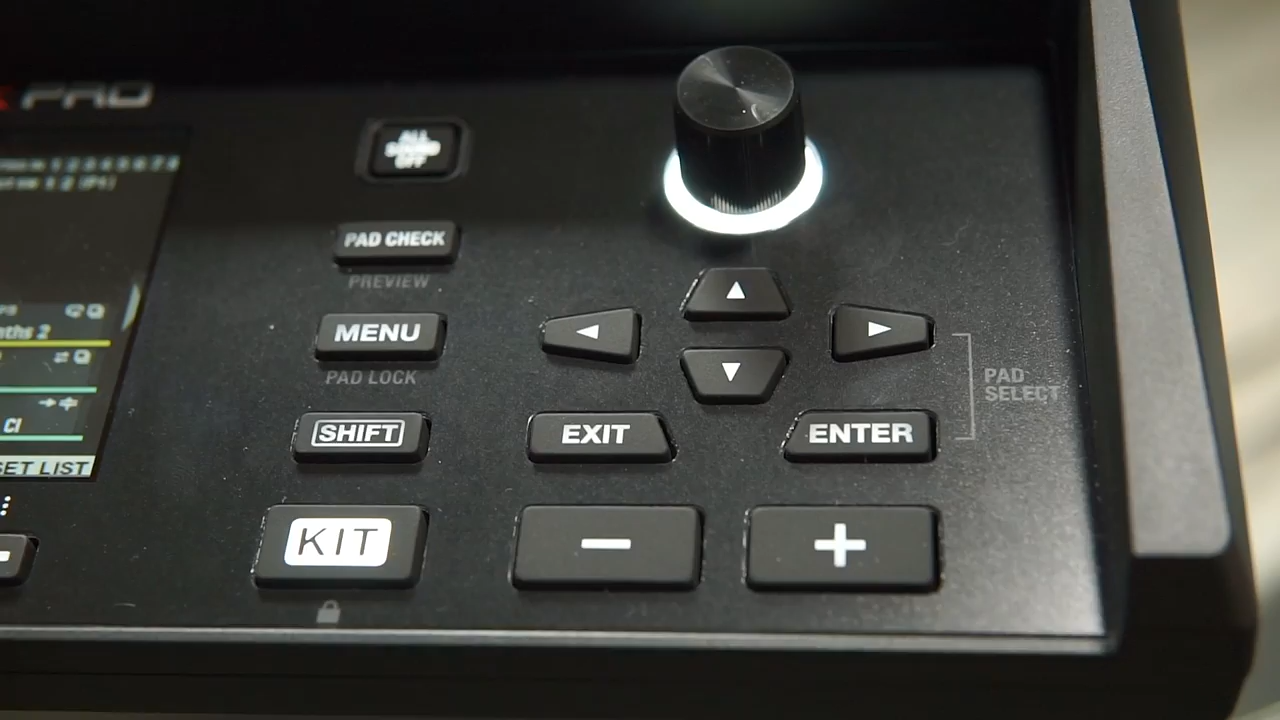 PRO
ALL
SOUND
OFF
PAD CHECK
PREVIEW
MENU
PAD LOCK
SHIFT
EXIT
ENTER
PAD
SELECT
KIT
SET LIST